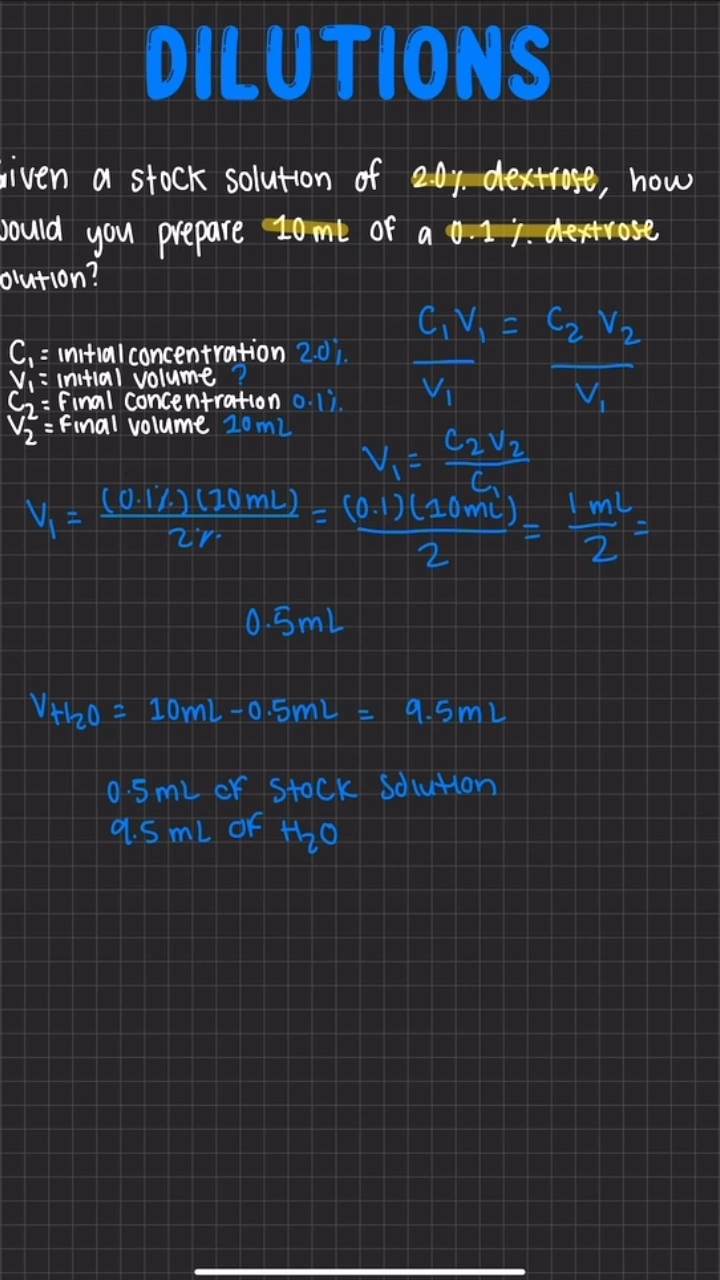 DILUTIONS
iven a stock solution of 2.0% dextrose, how
ould you prepare 10mL of a 0.1% dextrose
olution?
C₁V₁ = C₂V₂
V₁ V₁
C₁ = initial concentration 2.0%
V₁ = initial volume ?
C₂ = final concentration 0.1%
V₂ = final volume 10mL
V₁ = C₂V₂
C₁
V₁ = (0.1%)(10mL) = (0.1)(10mL) = 1mL =
2% 2 2
0.5mL
VH₂O = 10mL - 0.5mL = 9.5mL
0.5mL of stock solution
9.5mL of H₂O